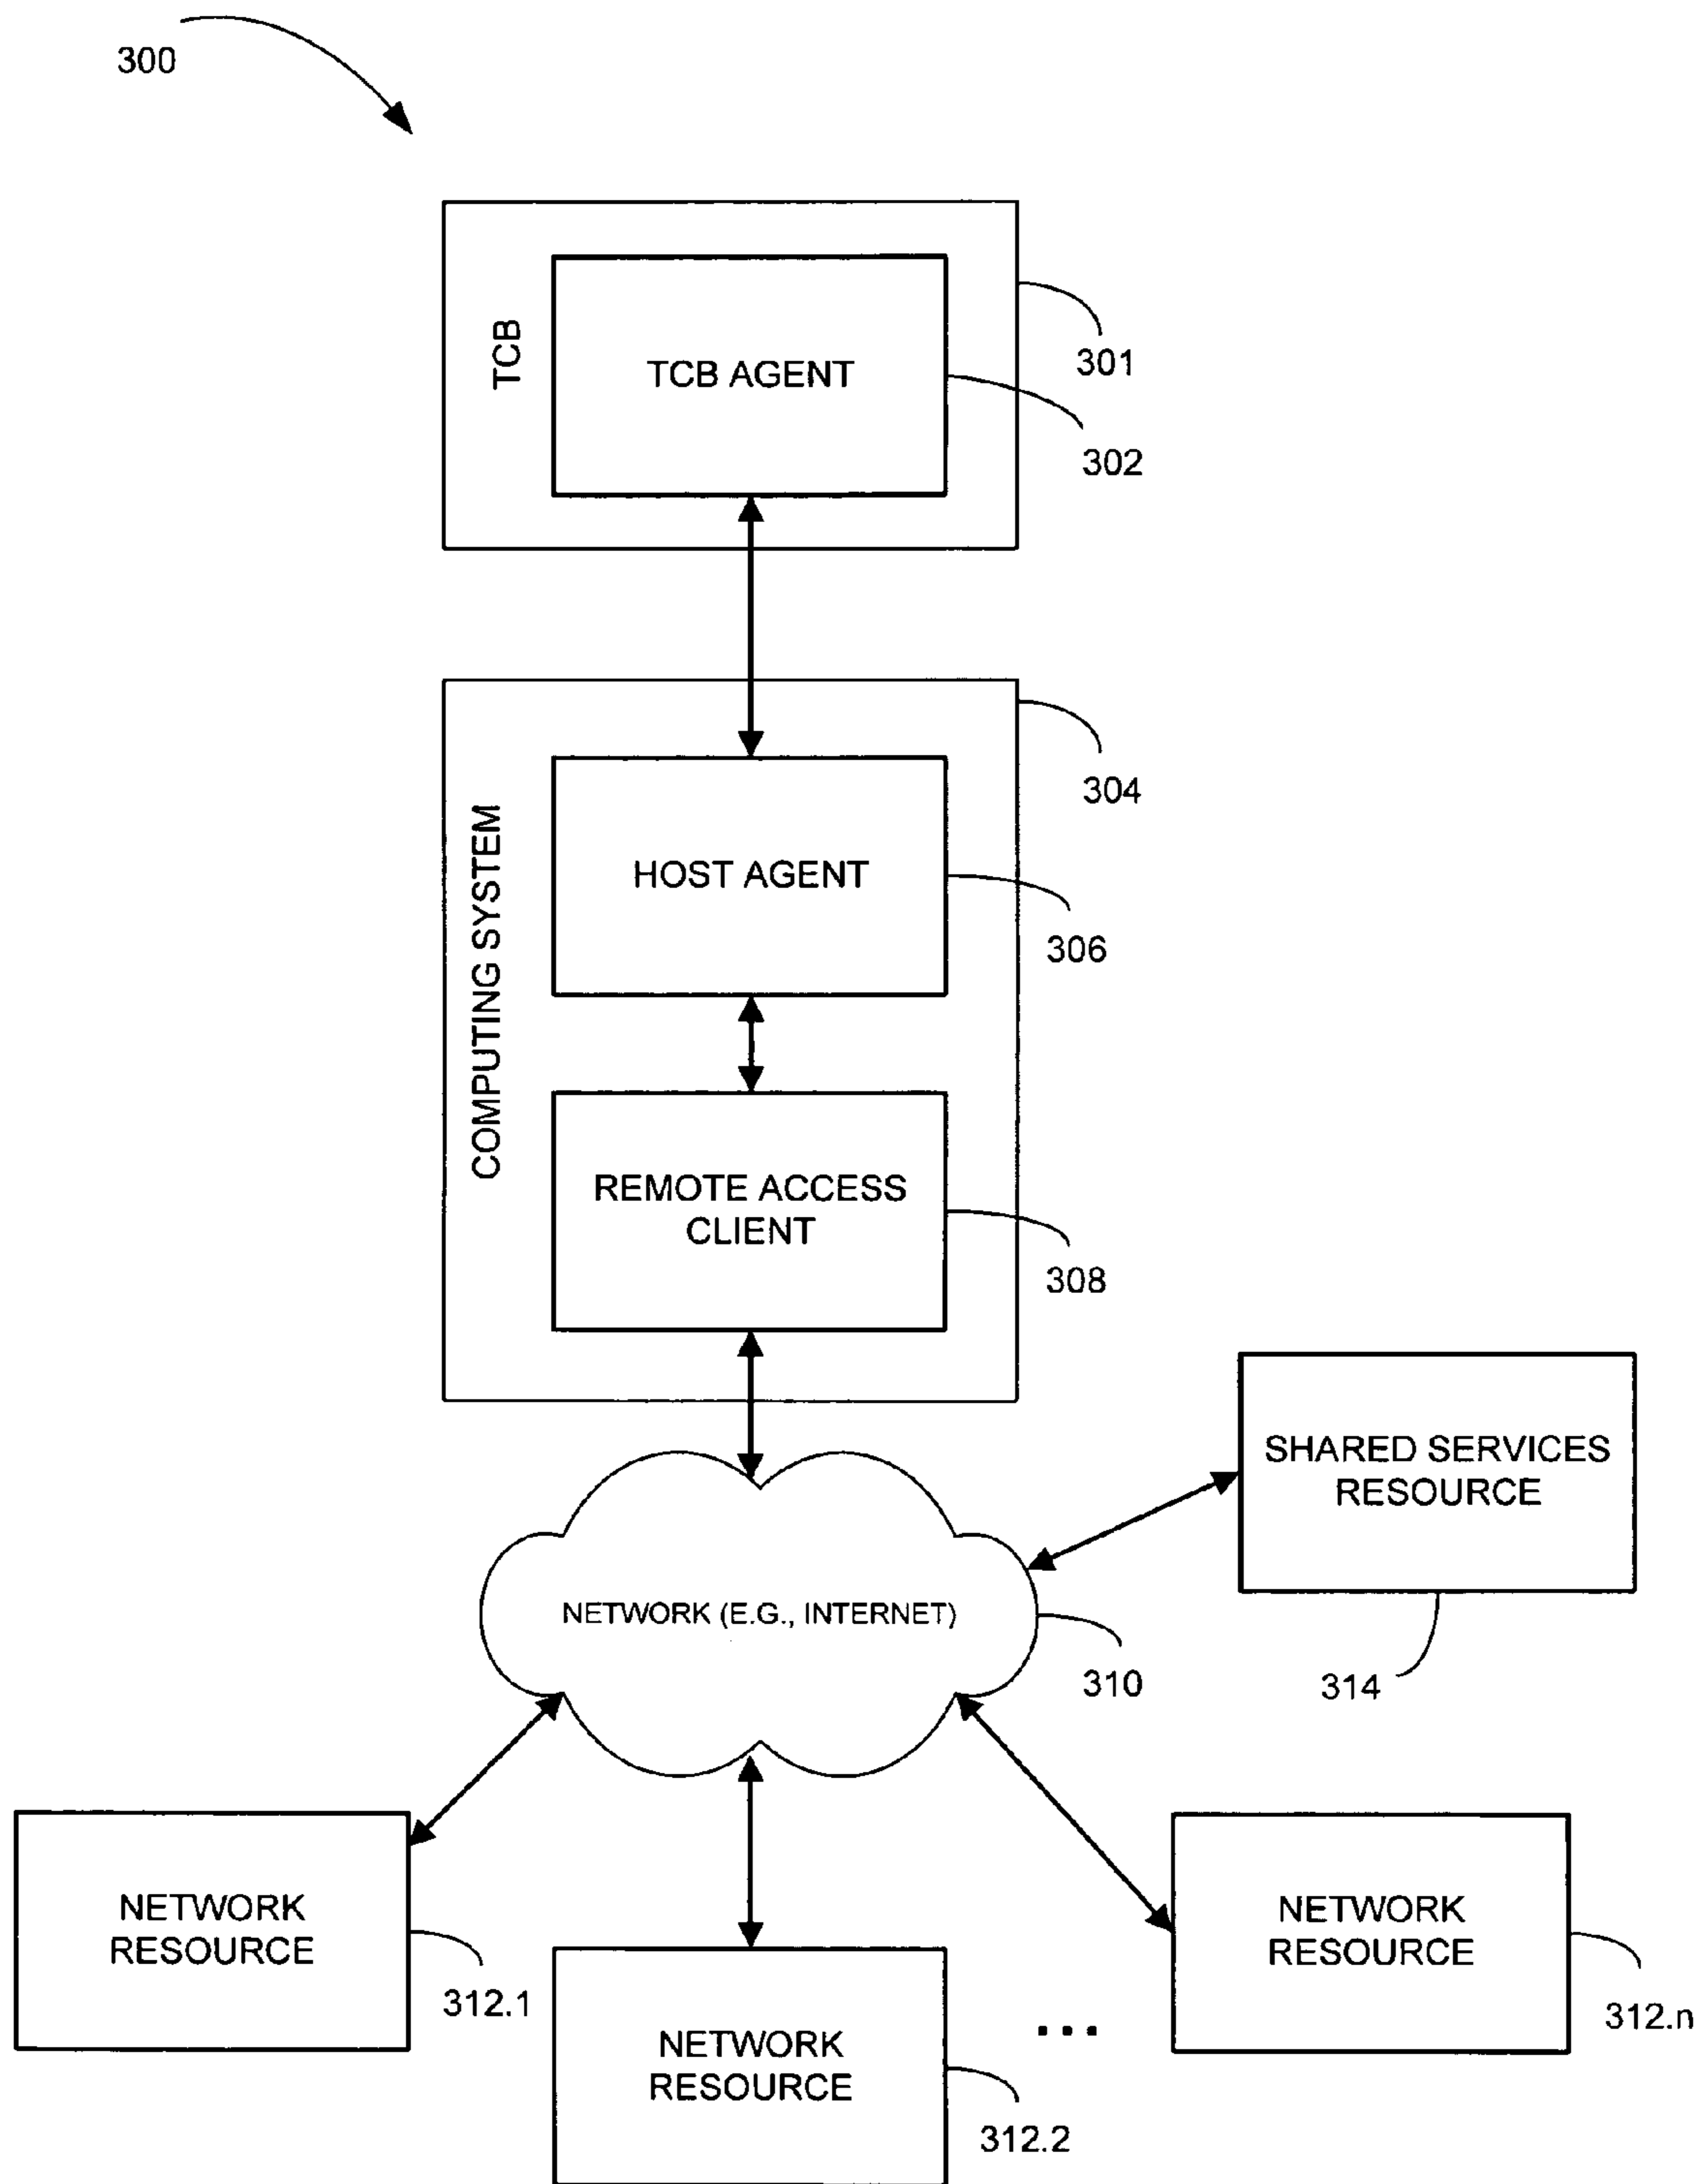 300
TCB
TCB AGENT
301
302
COMPUTING SYSTEM
HOST AGENT
304
306
REMOTE ACCESS
CLIENT
308
SHARED SERVICES
RESOURCE
314
NETWORK (E.G., INTERNET)
310
NETWORK
RESOURCE
312.1
NETWORK
RESOURCE
312.2
...
NETWORK
RESOURCE
312.n